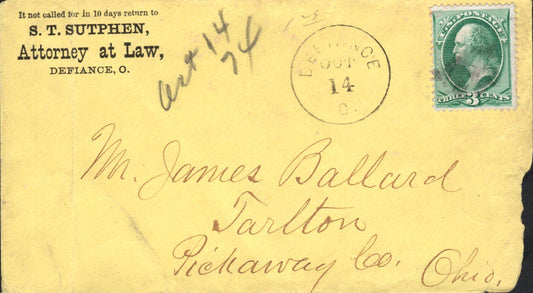 It not called for in 10 days return to
S. T. SUTPHEN,
Attorney at Law,
DEFIANCE, O.
Oct 14
74
DEFIANCE
OCT
14
O.
U.S. POSTAGE
THREE 3 CENTS
Mr. James Ballard
Tarlton
Pickaway Co. Ohio.